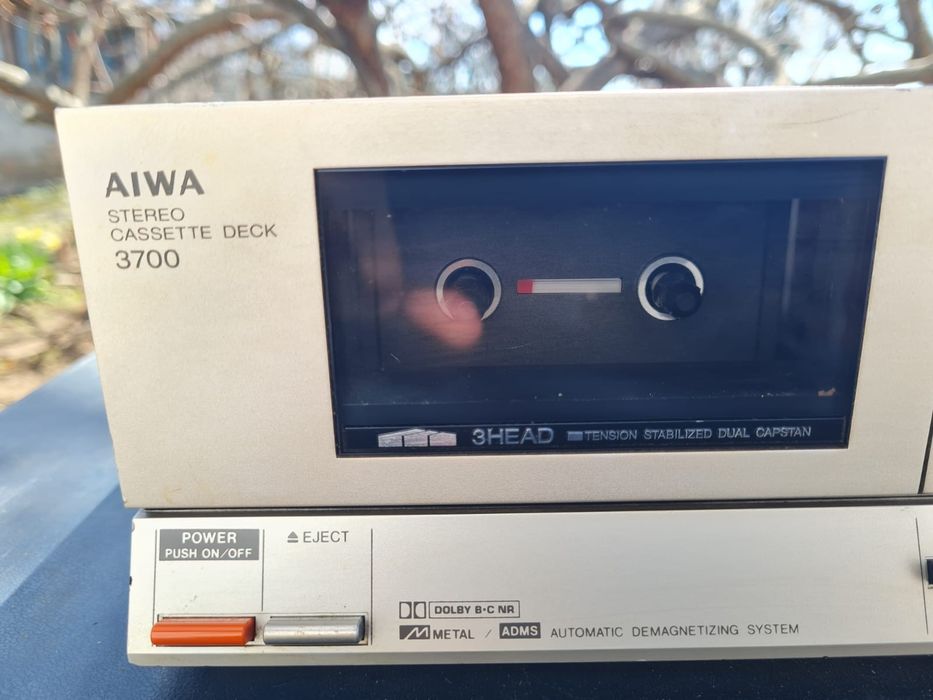 AIWA
STEREO
CASSETTE DECK
3700
3HEAD TENSION STABILIZED DUAL CAPSTAN
POWER
PUSH ON/OFF
EJECT
DOLBY B•C NR
METAL / ADMS AUTOMATIC DEMAGNETIZING SYSTEM